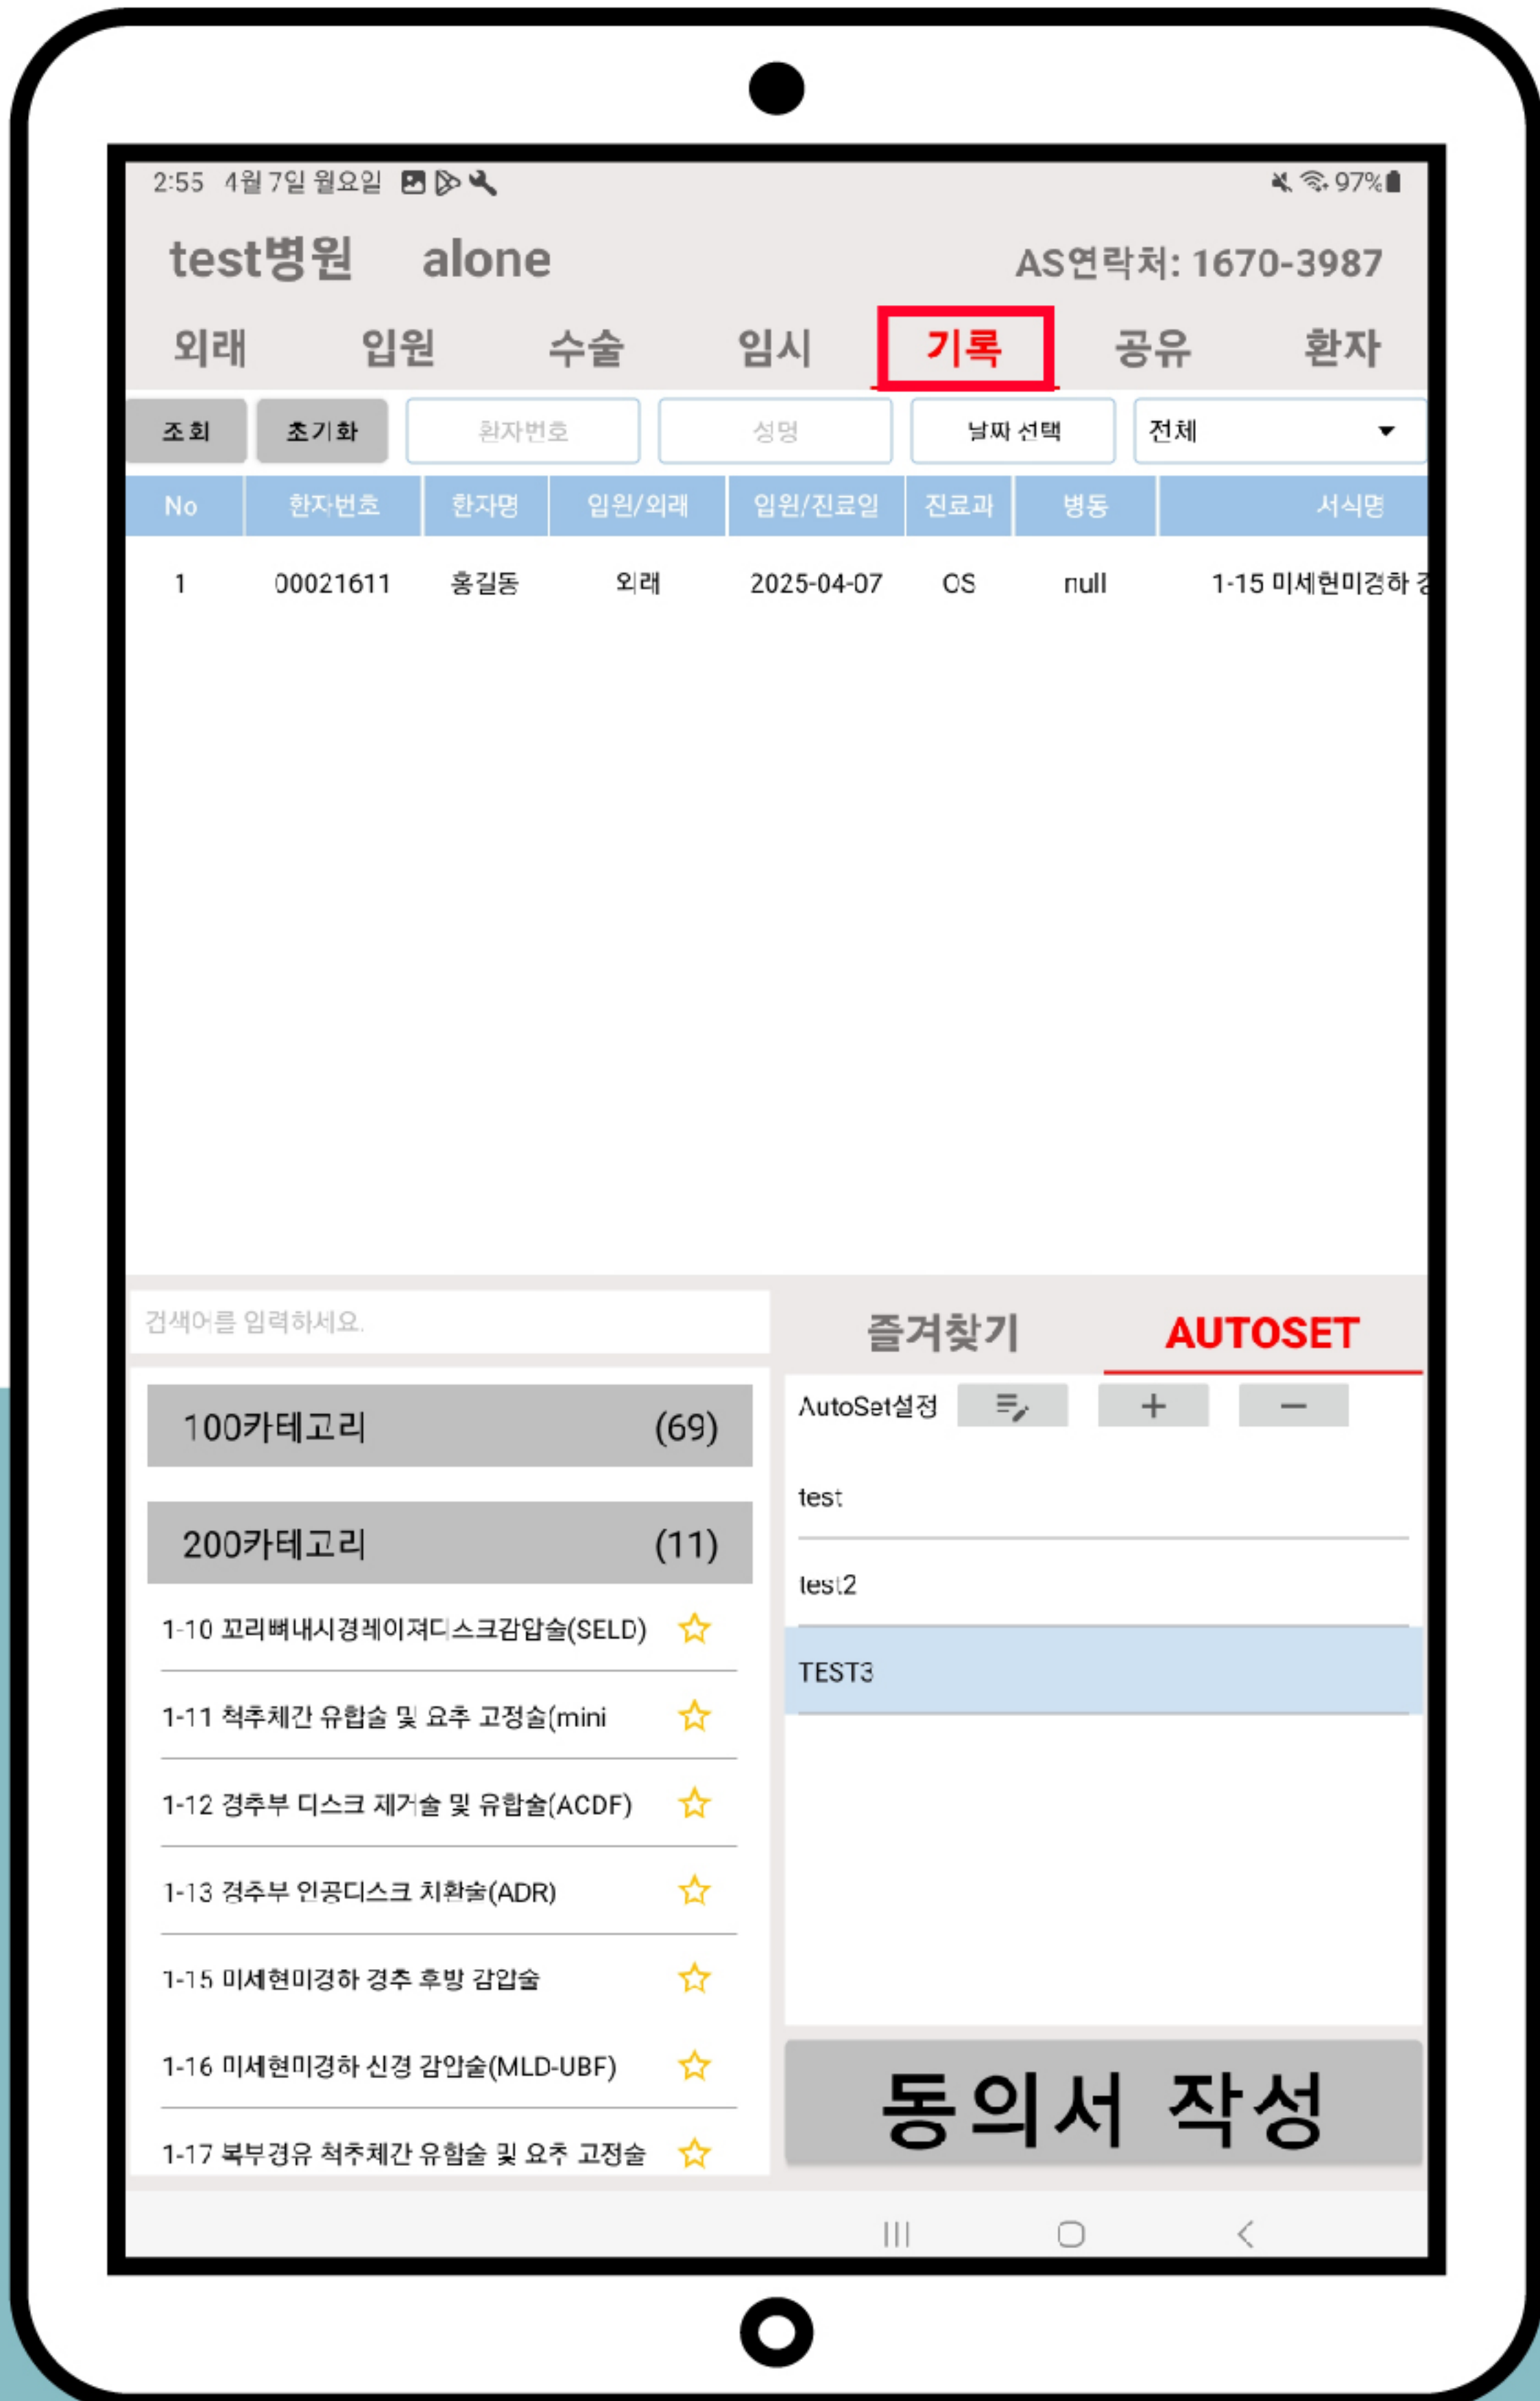 2:55 4월 7일 월요일 97%
test병원 alone AS연락처: 1670-3987
외래 입원 수술 임시 기록 공유 환자
조회 초기화 환자번호 성명 날짜 선택 전체
No 환자번호 환자명 입원/외래 입원/진료일 진료과 병동 서식명
1 00021611 홍길동 외래 2025-04-07 OS null 1-15 미세현미경하
검색어를 입력하세요.
즐겨찾기 AUTOSET
100카테고리 (69)
200카테고리 (11)
1-10 꼬리뼈내시경레이져디스크감압술(SELD)
1-11 척추체간 유합술 및 요추 고정술(mini
1-12 경추부 디스크 제거술 및 유합술(ACDF)
1-13 경추부 인공디스크 치환술(ADR)
1-15 미세현미경하 경추 후방 감압술
1-16 미세현미경하 신경 감압술(MLD-UBF)
1-17 복부경유 척추체간 유합술 및 요추 고정술
AutoSet설정
test
test2
TEST3
동의서 작성